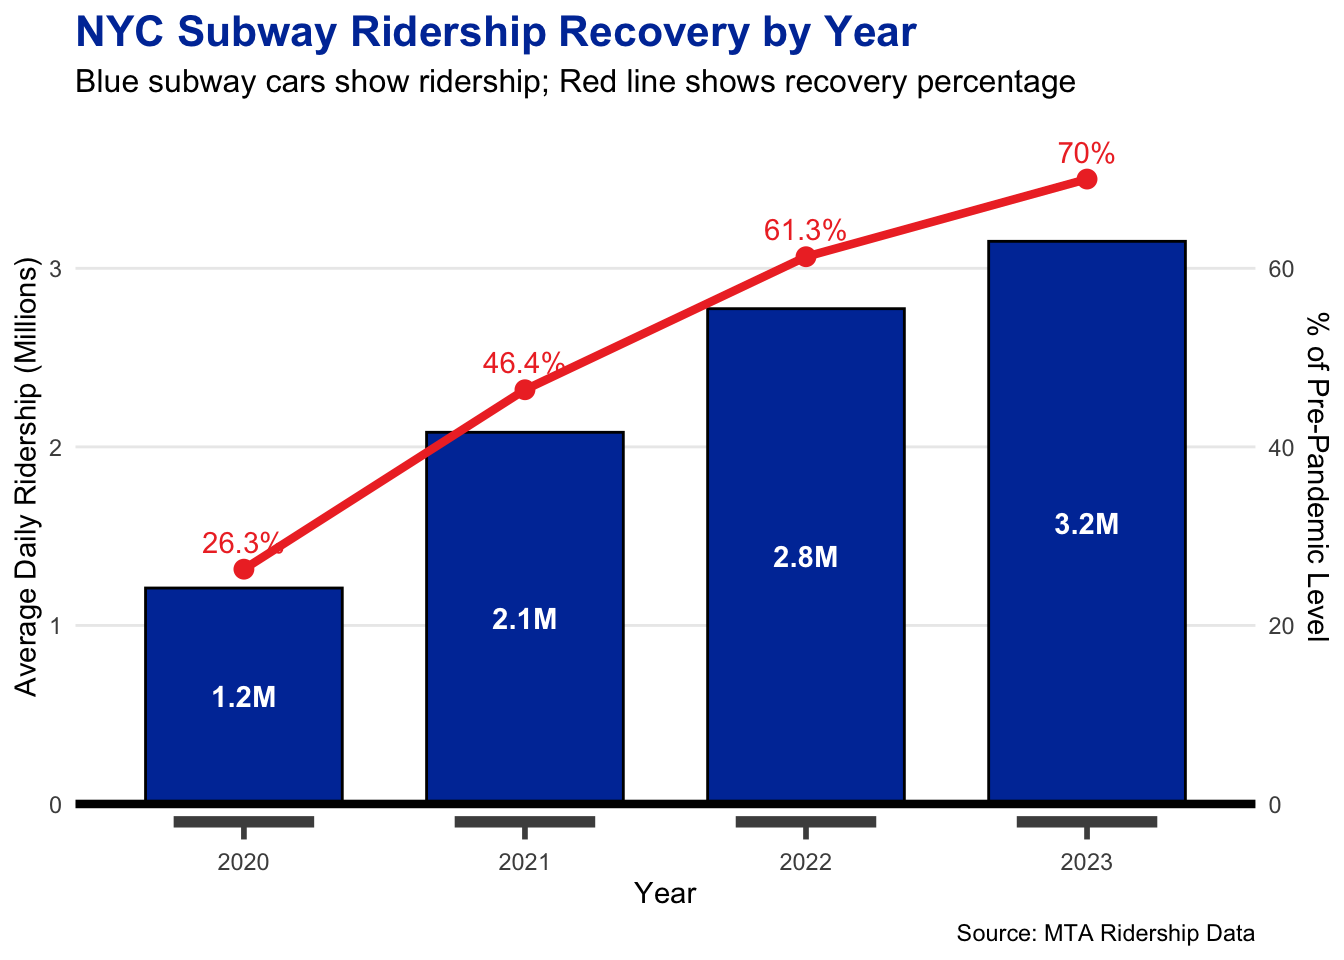 NYC Subway Ridership Recovery by Year
Blue subway cars show ridership; Red line shows recovery percentage
70%
61.3%
46.4%
26.3%
3.2M
2.8M
2.1M
1.2M
Average Daily Ridership (Millions)
3
2
1
0
% of Pre-Pandemic Level
60
40
20
0
2020
2021
2022
2023
Year
Source: MTA Ridership Data